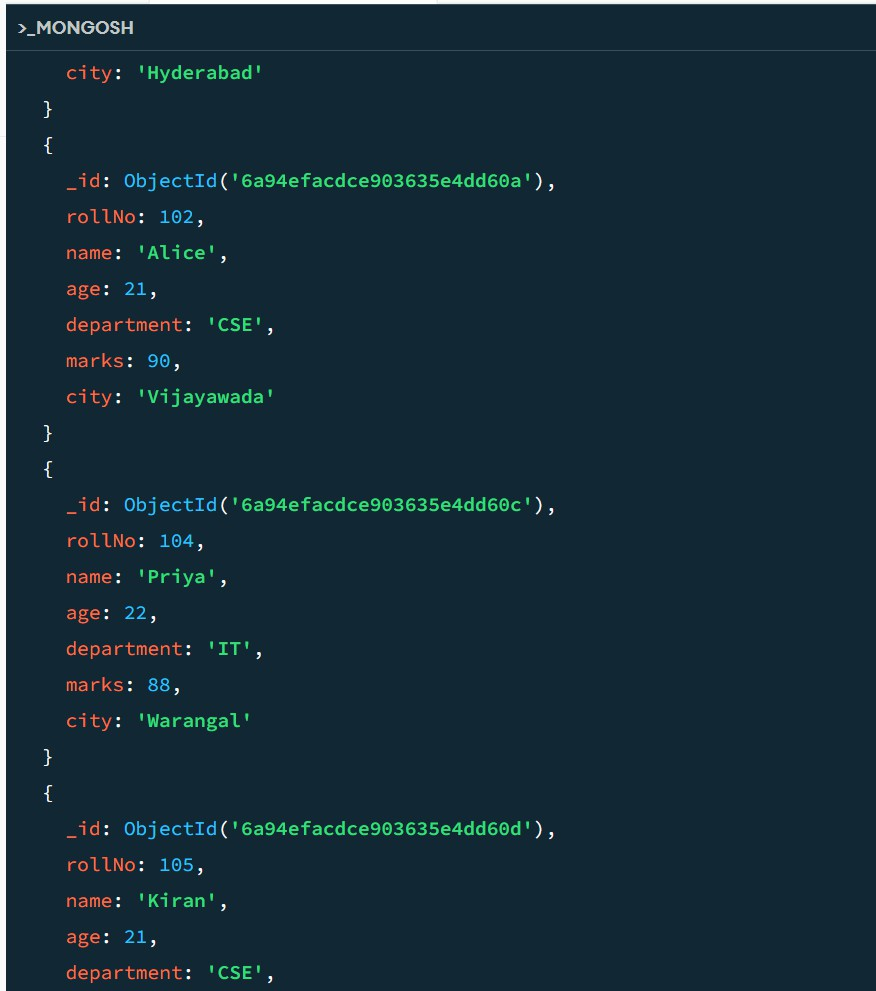 >_MONGOSH
city: 'Hyderabad'
}
{
_id: ObjectId('6a94efacdce903635e4dd60a'),
rollNo: 102,
name: 'Alice',
age: 21,
department: 'CSE',
marks: 90,
city: 'Vijayawada'
}
{
_id: ObjectId('6a94efacdce903635e4dd60c'),
rollNo: 104,
name: 'Priya',
age: 22,
department: 'IT',
marks: 88,
city: 'Warangal'
}
{
_id: ObjectId('6a94efacdce903635e4dd60d'),
rollNo: 105,
name: 'Kiran',
age: 21,
department: 'CSE',